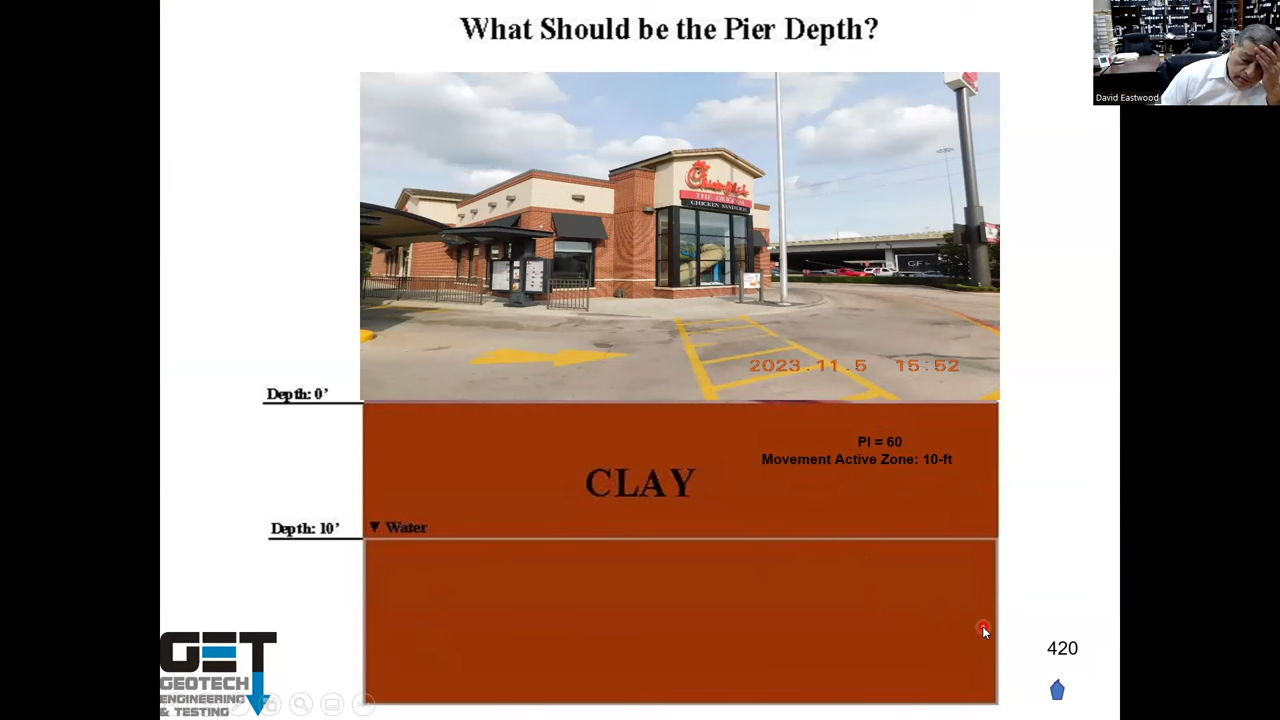 What Should be the Pier Depth?
David Eastwood
Chick-fil-A
THE ORIGINAL
CHICKEN SANDWICH
GF
2023.11.5 15:52
Depth: 0'
PI = 60
Movement Active Zone: 10-ft
CLAY
Depth: 10'
▼ Water
GET
GEOTECH
ENGINEERING
& TESTING
420